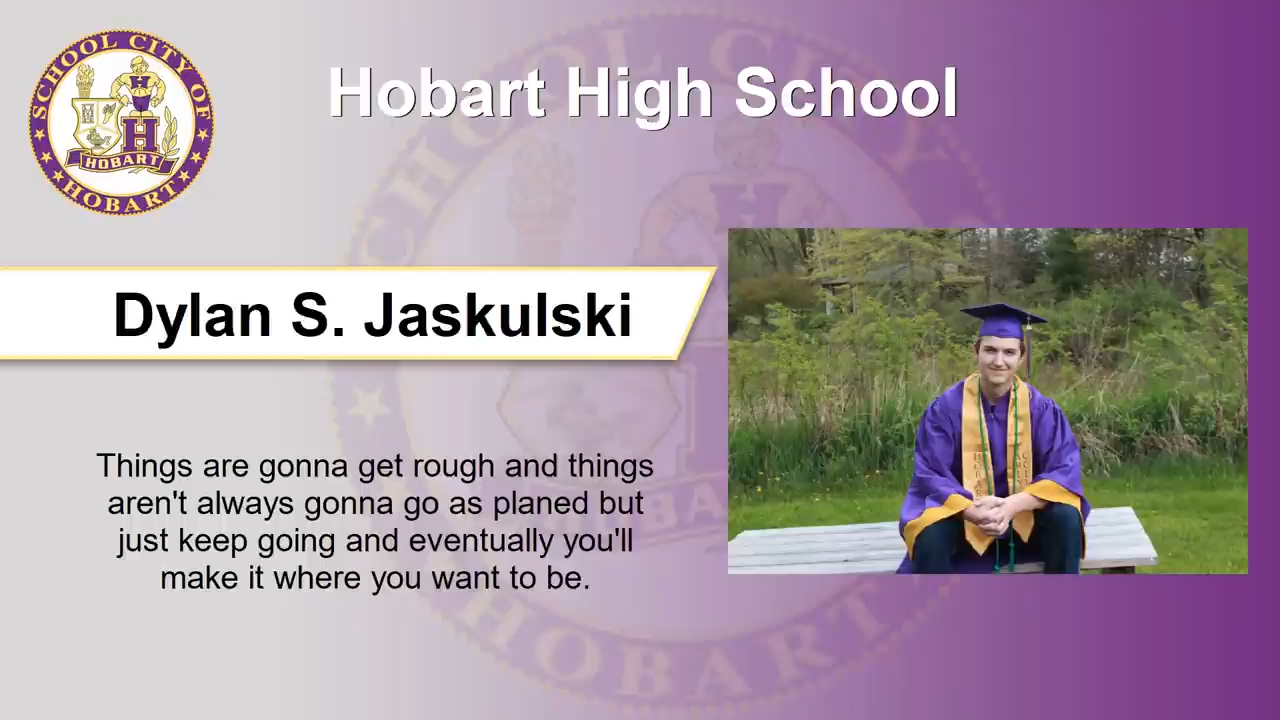 SCHOOL CITY OF
HOBART
HOBART
Hobart High School
Dylan S. Jaskulski
Things are gonna get rough and things
aren't always gonna go as planed but
just keep going and eventually you'll
make it where you want to be.